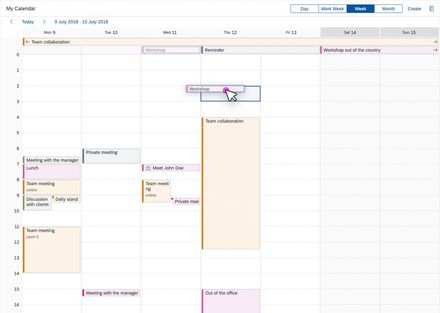 My Calendar
Day Work Week Week Month Create
Today 9 July 2018 - 15 July 2018
Mon 9 Tue 10 Wed 11 Thu 12 Fri 13 Sat 14 Sun 15
Team collaboration
Workshop Reminder Workshop out of the country
0
1
2
Workshop
3
4
Team collaboration
5
6
Private meeting
Meeting with the manager
7
Lunch
Meet John Doe
8
Team meeting
online
Team meeti
ng
online
9
Discussion
with clients
Daily stand
Private mee
10
11
Team meeting
room 5
12
13
14
15
Meeting with the manager
Out of the office
16